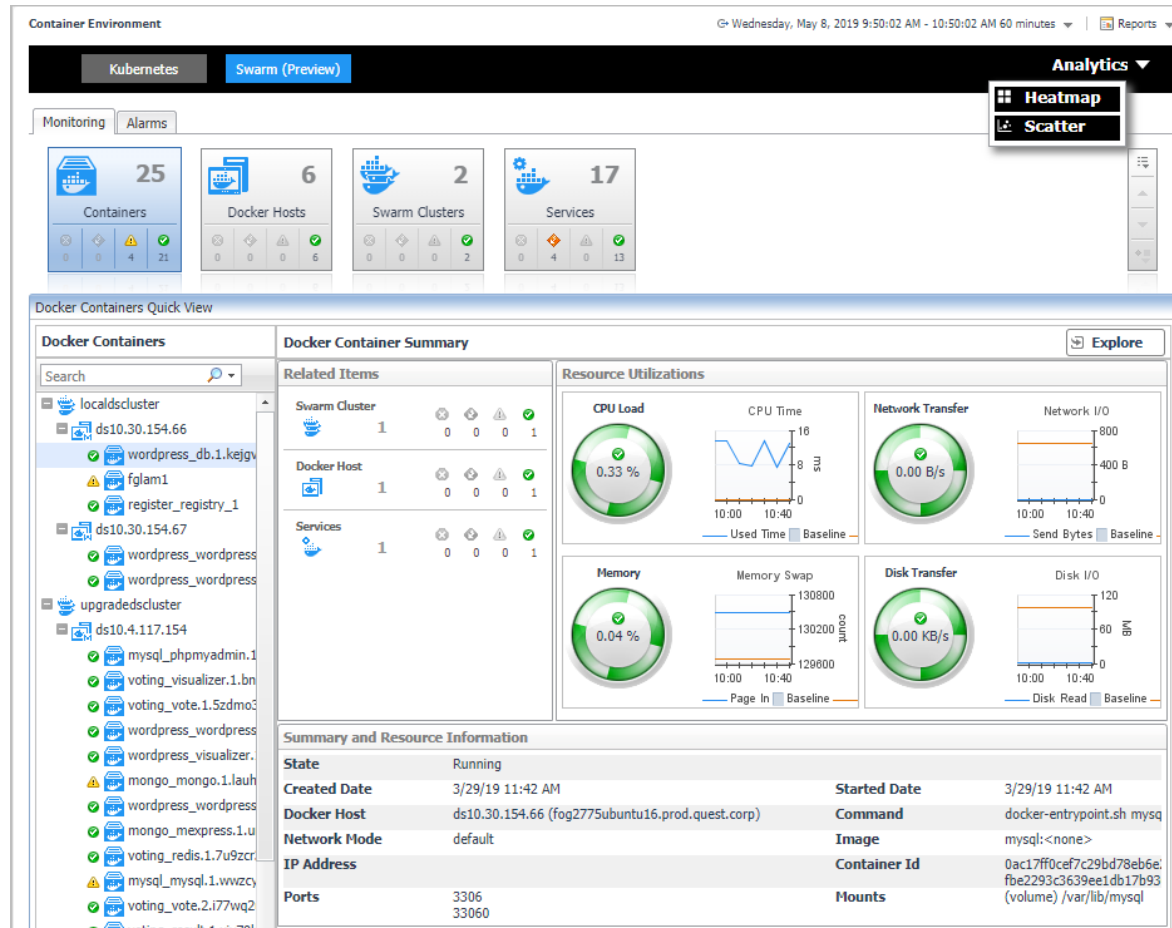 Container Environment
Wednesday, May 8, 2019 9:50:02 AM - 10:50:02 AM 60 minutes
Reports
Kubernetes
Swarm (Preview)
Analytics
Heatmap
Scatter
Monitoring
Alarms
25
Containers
0 0 4 21
6
Docker Hosts
0 0 0 6
2
Swarm Clusters
0 0 0 2
17
Services
0 4 0 13
Docker Containers Quick View
Docker Containers
Search
localdscluster
ds10.30.154.66
wordpress_db.1.kejgv
fglam1
register_registry_1
ds10.30.154.67
wordpress_wordpress
wordpress_wordpress
upgradedscluster
ds10.4.117.154
mysql_phpmyadmin.1
voting_visualizer.1.bn
voting_vote.1.5zdmo3
wordpress_wordpress
wordpress_visualizer.
mongo_mongo.1.lauh
wordpress_wordpress
mongo_mexpress.1.u
voting_redis.1.7u9zcr
mysql_mysql.1.wwzcy
voting_vote.2.i77wq2
Docker Container Summary
Explore
Related Items
Swarm Cluster
1
0 0 0 1
Docker Host
1
0 0 0 1
Services
1
0 0 0 1
Resource Utilizations
CPU Load
0.33 %
CPU Time
16
8
0
ms
10:00 10:40
Used Time Baseline
Network Transfer
0.00 B/s
Network I/O
800
400 B
0
10:00 10:40
Send Bytes Baseline
Memory
0.04 %
Memory Swap
130800
130200
129600
count
10:00 10:40
Page In Baseline
Disk Transfer
0.00 KB/s
Disk I/O
120
60
0
MB
10:00 10:40
Disk Read Baseline
Summary and Resource Information
State Running
Created Date 3/29/19 11:42 AM Started Date 3/29/19 11:42 AM
Docker Host ds10.30.154.66 (fog2775ubuntu16.prod.quest.corp) Command docker-entrypoint.sh mysq
Network Mode default Image mysql:<none>
IP Address Container Id 0ac17ff0cef7c29bd78eb6e
fbe2293c3639ee1db17b93
Ports 3306 Mounts (volume) /var/lib/mysql
33060